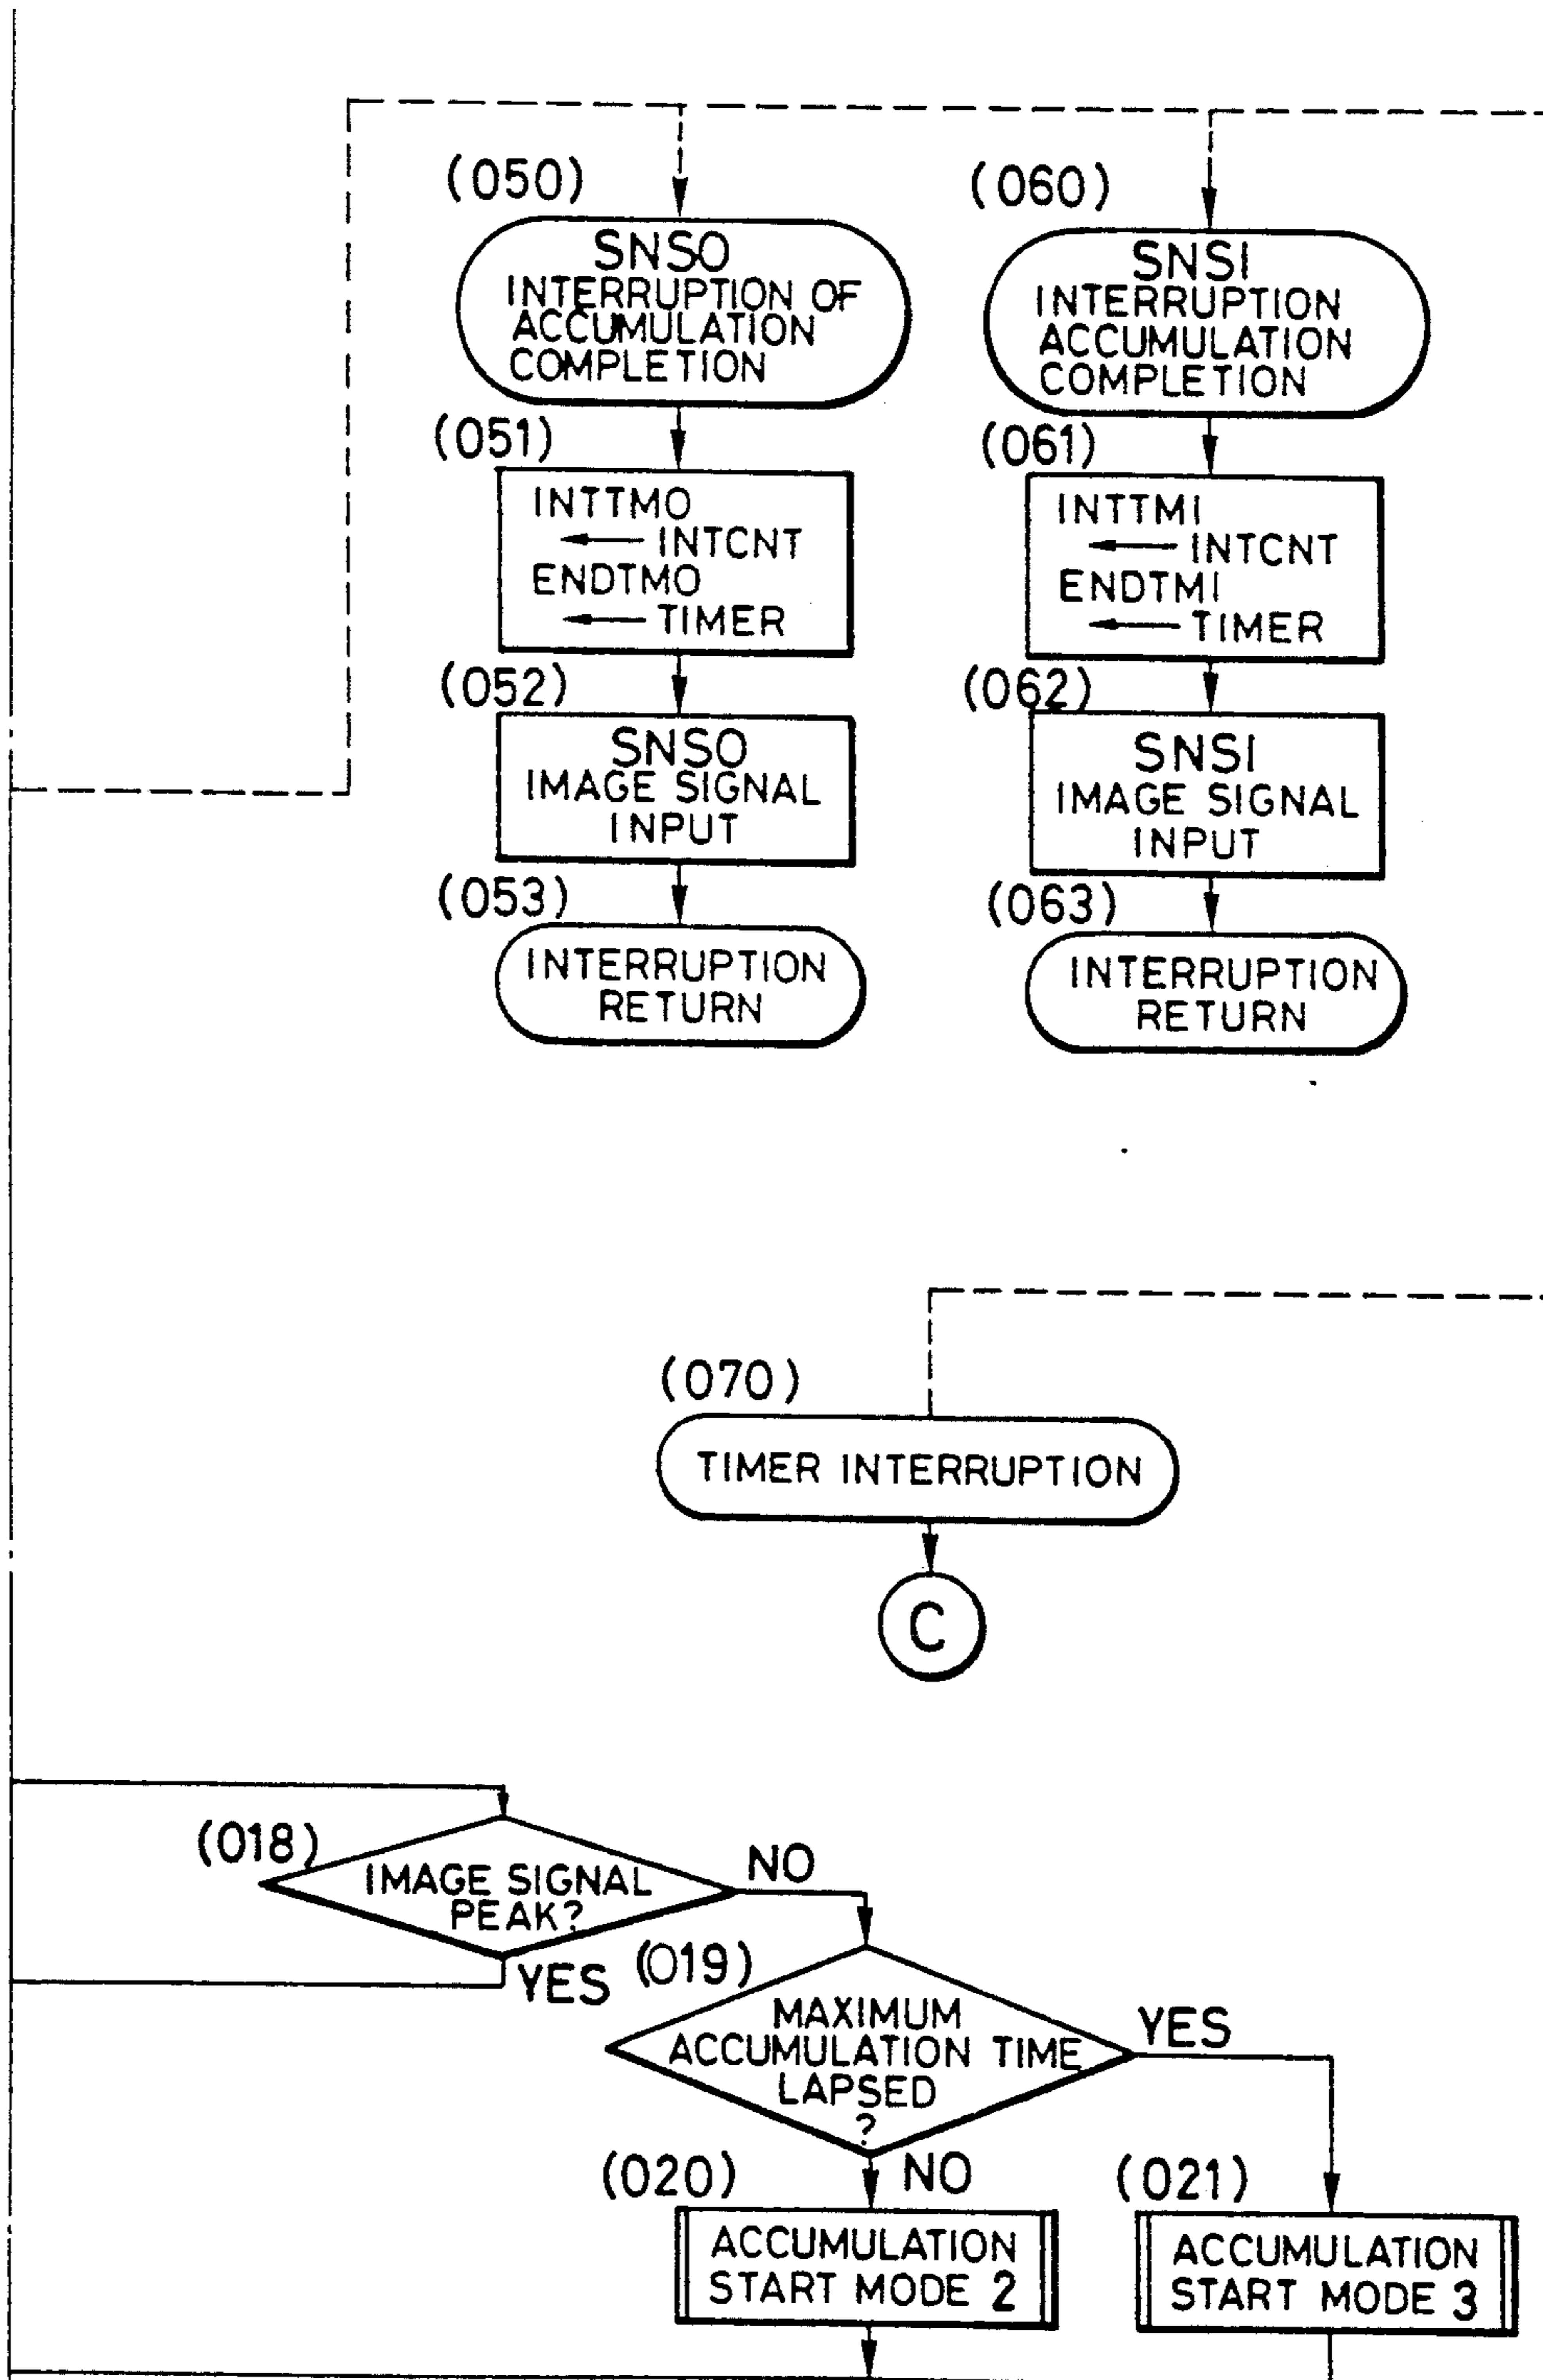 (050)
SNSO
INTERRUPTION OF
ACCUMULATION
COMPLETION
(051)
INTTMO
← INTCNT
ENDTMO
← TIMER
(052)
SNSO
IMAGE SIGNAL
INPUT
(053)
INTERRUPTION
RETURN
(060)
SNSI
INTERRUPTION
ACCUMULATION
COMPLETION
(061)
INTTMI
← INTCNT
ENDTMI
← TIMER
(062)
SNSI
IMAGE SIGNAL
INPUT
(063)
INTERRUPTION
RETURN
(070)
TIMER INTERRUPTION
C
(018)
IMAGE SIGNAL
PEAK?
NO
YES
(019)
MAXIMUM
ACCUMULATION TIME
LAPSED
?
YES
NO
(020)
ACCUMULATION
START MODE 2
(021)
ACCUMULATION
START MODE 3